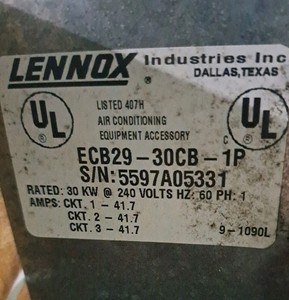 LENNOX ® Industries Inc
DALLAS, TEXAS
UL ® LISTED 407H C UL ®
AIR CONDITIONING
EQUIPMENT ACCESSORY
ECB29-30CB-1P
S/N: 5597A05331
RATED: 30 KW @ 240 VOLTS HZ: 60 PH: 1
AMPS: CKT. 1 - 41.7
CKT. 2 - 41.7
CKT. 3 - 41.7 9-1090L